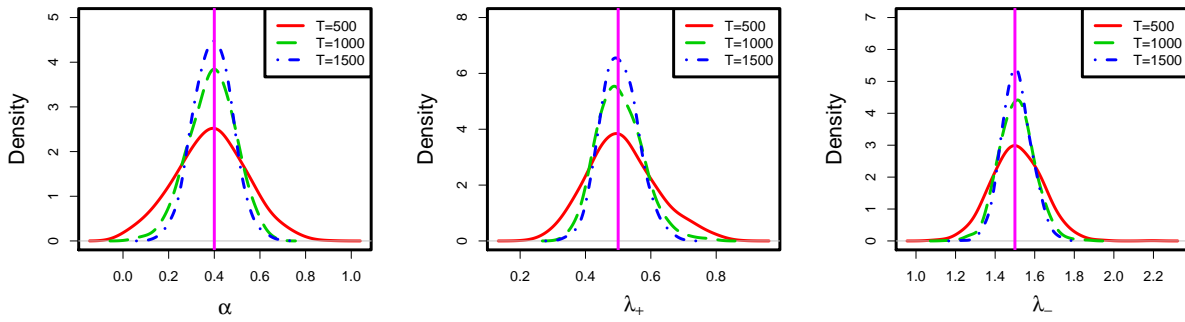 T=500
T=1000
T=1500
Density
0 1 2 3 4 5
0.0 0.2 0.4 0.6 0.8 1.0
α
T=500
T=1000
T=1500
Density
0 2 4 6 8
0.2 0.4 0.6 0.8
λ+
T=500
T=1000
T=1500
Density
0 1 2 3 4 5 6 7
1.0 1.2 1.4 1.6 1.8 2.0 2.2
λ−